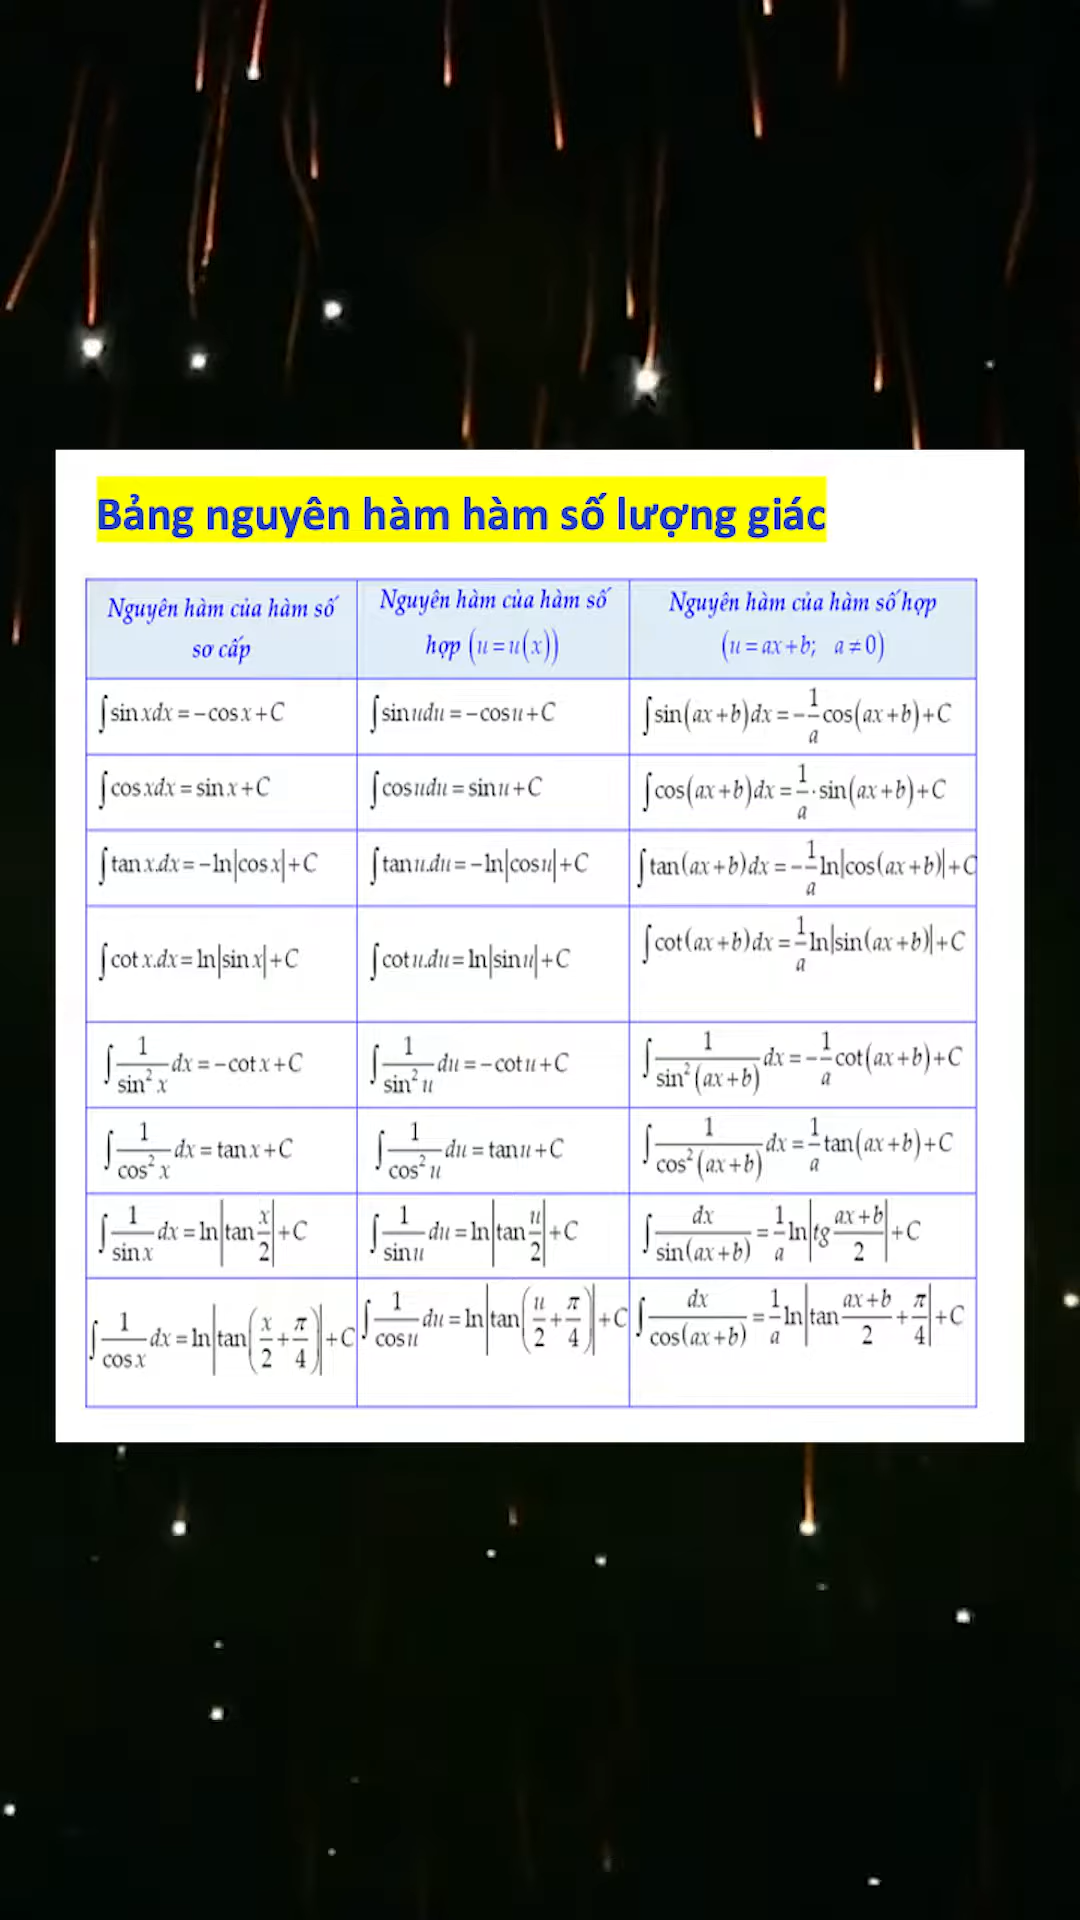 Bảng nguyên hàm hàm số lượng giác
Nguyên hàm của hàm số sơ cấp
Nguyên hàm của hàm số hợp (u = u(x))
Nguyên hàm của hàm số hợp (u = ax+b; a ≠ 0)
∫sin xdx = −cos x + C
∫sin udu = −cos u + C
∫sin(ax+b)dx = −1/a cos(ax+b) + C
∫cos xdx = sin x + C
∫cos udu = sin u + C
∫cos(ax+b)dx = 1/a . sin(ax+b) + C
∫tan x.dx = −ln|cos x| + C
∫tan u.du = −ln|cos u| + C
∫tan(ax+b)dx = −1/a ln|cos(ax+b)| + C
∫cot x.dx = ln|sin x| + C
∫cot u.du = ln|sin u| + C
∫cot(ax+b)dx = 1/a ln|sin(ax+b)| + C
∫1/sin² x dx = −cot x + C
∫1/sin² u du = −cot u + C
∫1/sin²(ax+b) dx = −1/a cot(ax+b) + C
∫1/cos² x dx = tan x + C
∫1/cos² u du = tan u + C
∫1/cos²(ax+b) dx = 1/a tan(ax+b) + C
∫1/sin x dx = ln|tan x/2| + C
∫1/sin u du = ln|tan u/2| + C
∫dx/sin(ax+b) = 1/a ln|tg (ax+b)/2| + C
∫1/cos x dx = ln|tan(x/2 + π/4)| + C
∫1/cos u du = ln|tan(u/2 + π/4)| + C
∫dx/cos(ax+b) = 1/a ln|tan (ax+b)/2 + π/4| + C